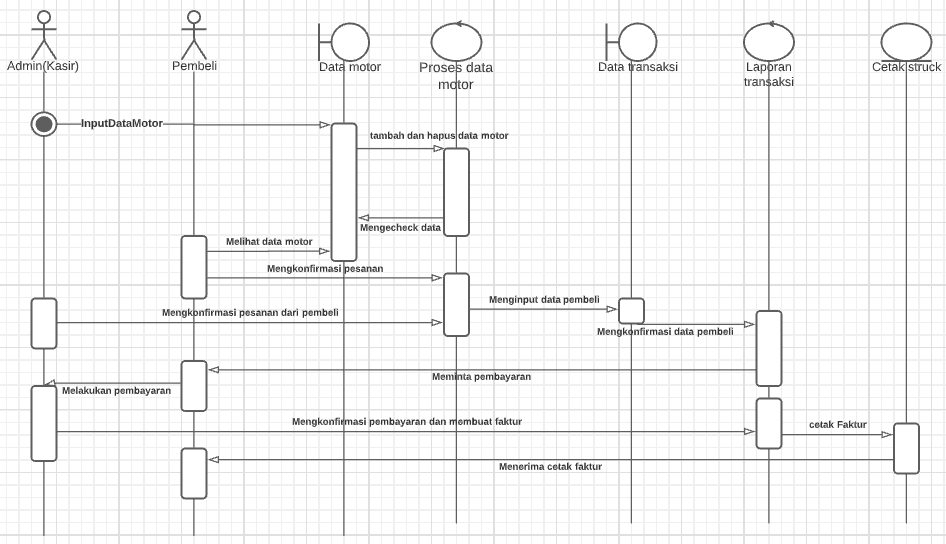 Admin(Kasir)
Pembeli
Data motor
Proses data
motor
Data transaksi
Laporan
transaksi
Cetak struck
InputDataMotor
tambah dan hapus data motor
Mengecheck data
Melihat data motor
Mengkonfirmasi pesanan
Menginput data pembeli
Mengkonfirmasi pesanan dari pembeli
Mengkonfirmasi data pembeli
Meminta pembayaran
Melakukan pembayaran
Mengkonfirmasi pembayaran dan membuat faktur
cetak Faktur
Menerima cetak faktur